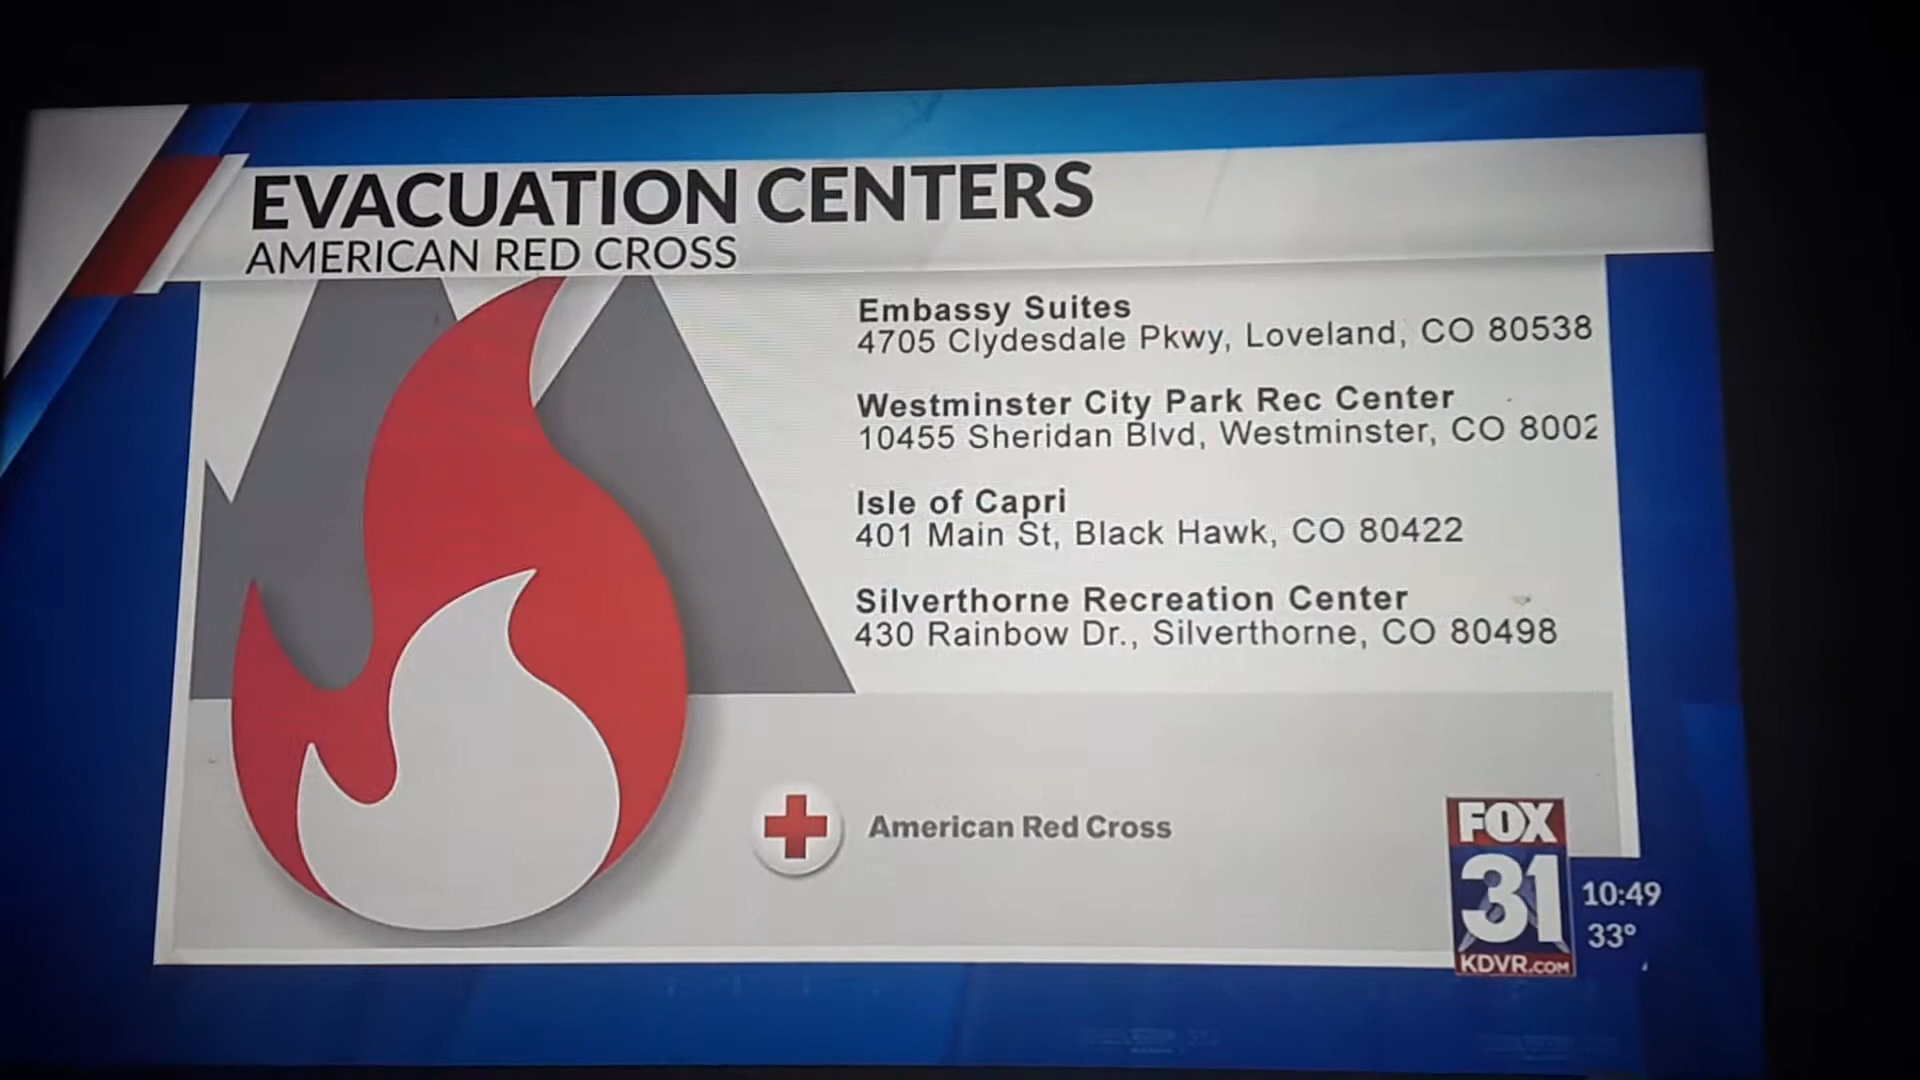 EVACUATION CENTERS
AMERICAN RED CROSS
Embassy Suites
4705 Clydesdale Pkwy, Loveland, CO 80538
Westminster City Park Rec Center
10455 Sheridan Blvd, Westminster, CO 8002
Isle of Capri
401 Main St, Black Hawk, CO 80422
Silverthorne Recreation Center
430 Rainbow Dr., Silverthorne, CO 80498
American Red Cross
FOX
31
KDVR.COM
10:49
33°